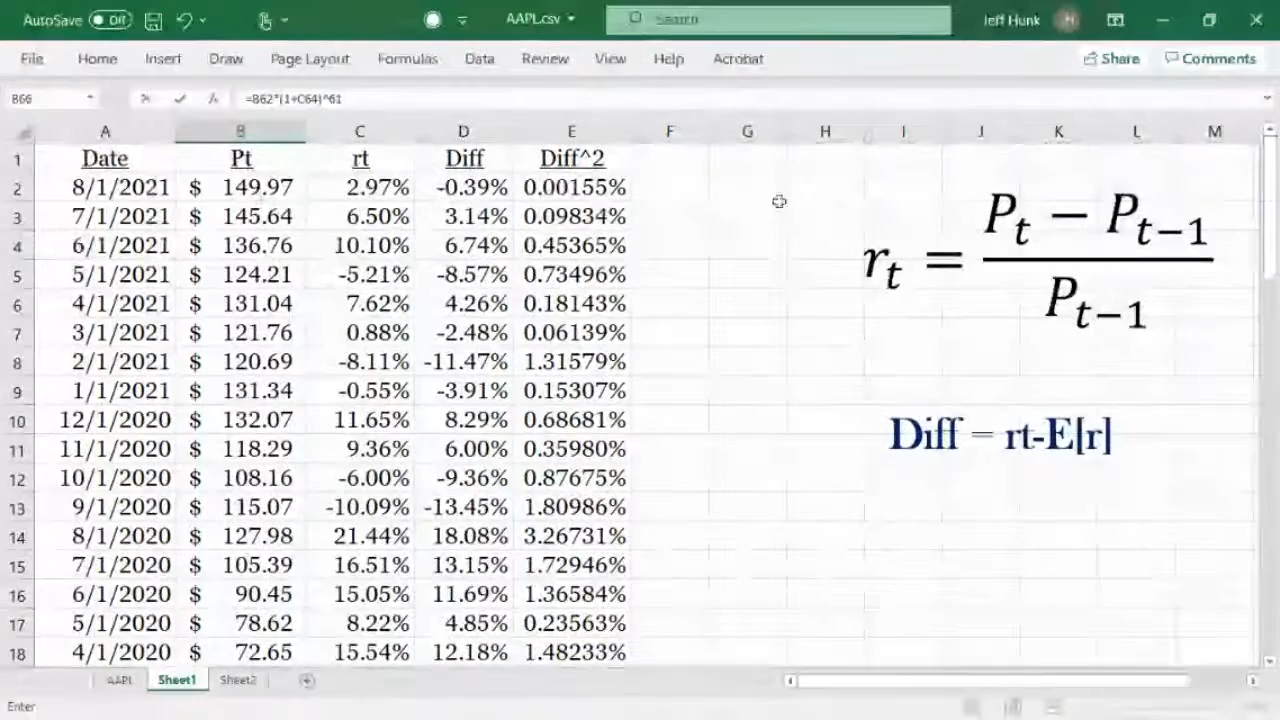 AutoSave Off AAPL.csv Search Jeff Hunk JH
File Home Insert Draw Page Layout Formulas Data Review View Help Acrobat Share Comments
B66 fx =B62*(1+C64)^61
A B C D E F G H I J K L M
1 Date Pt rt Diff Diff^2
2 8/1/2021 $ 149.97 2.97% -0.39% 0.00155%
3 7/1/2021 $ 145.64 6.50% 3.14% 0.09834%
4 6/1/2021 $ 136.76 10.10% 6.74% 0.45365%
5 5/1/2021 $ 124.21 -5.21% -8.57% 0.73496%
6 4/1/2021 $ 131.04 7.62% 4.26% 0.18143%
7 3/1/2021 $ 121.76 0.88% -2.48% 0.06139%
8 2/1/2021 $ 120.69 -8.11% -11.47% 1.31579%
9 1/1/2021 $ 131.34 -0.55% -3.91% 0.15307%
10 12/1/2020 $ 132.07 11.65% 8.29% 0.68681%
11 11/1/2020 $ 118.29 9.36% 6.00% 0.35980%
12 10/1/2020 $ 108.16 -6.00% -9.36% 0.87675%
13 9/1/2020 $ 115.07 -10.09% -13.45% 1.80986%
14 8/1/2020 $ 127.98 21.44% 18.08% 3.26731%
15 7/1/2020 $ 105.39 16.51% 13.15% 1.72946%
16 6/1/2020 $ 90.45 15.05% 11.69% 1.36584%
17 5/1/2020 $ 78.62 8.22% 4.85% 0.23563%
18 4/1/2020 $ 72.65 15.54% 12.18% 1.48233%
Pt − Pt−1
rt =
Pt−1
Diff = rt-E[r]
AAPL Sheet1 Sheet2
Enter